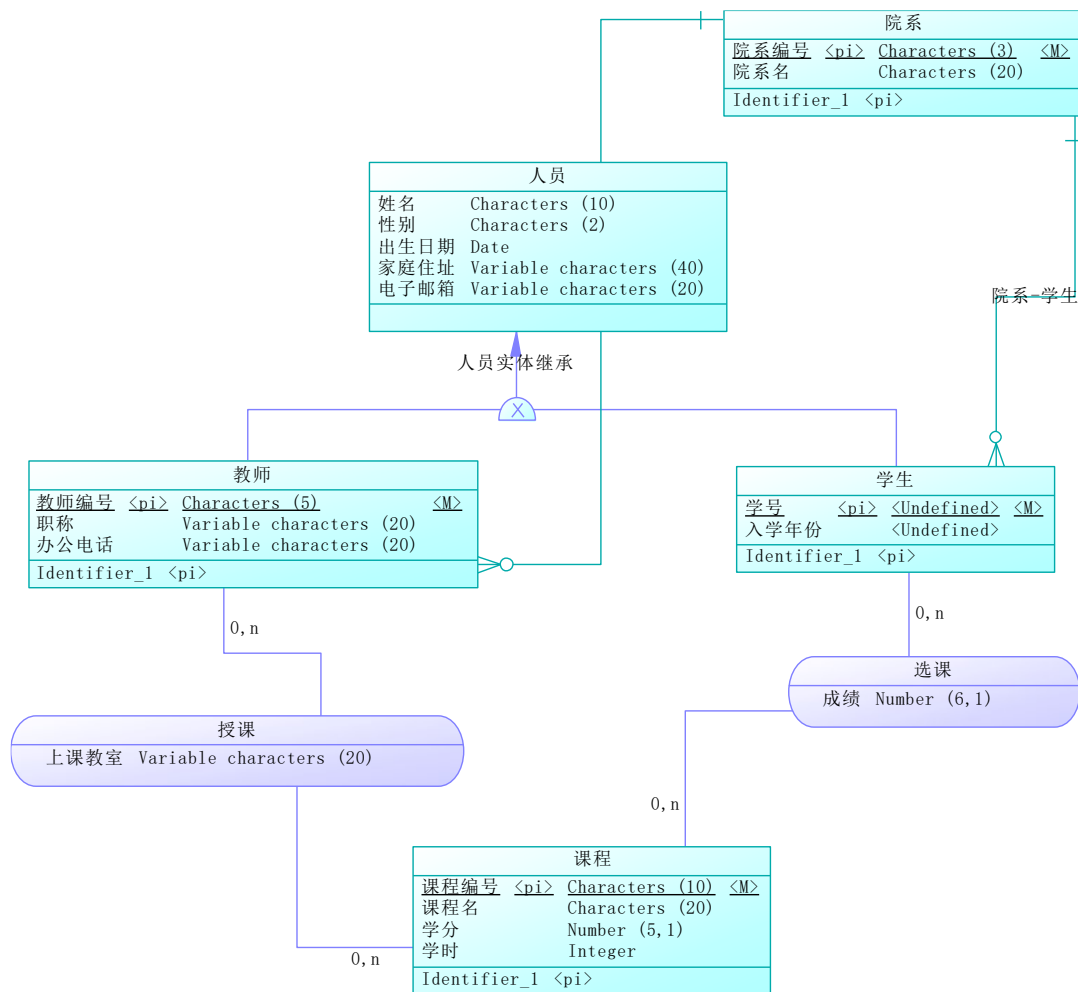 院系
院系编号 <pi> Characters (3) <M>
院系名 Characters (20)
Identifier_1 <pi>
人员
姓名 Characters (10)
性别 Characters (2)
出生日期 Date
家庭住址 Variable characters (40)
电子邮箱 Variable characters (20)
院系-学生
人员实体继承
X
教师
教师编号 <pi> Characters (5) <M>
职称 Variable characters (20)
办公电话 Variable characters (20)
Identifier_1 <pi>
学生
学号 <pi> <Undefined> <M>
入学年份 <Undefined>
Identifier_1 <pi>
0,n
0,n
选课
成绩 Number (6,1)
授课
上课教室 Variable characters (20)
0,n
课程
课程编号 <pi> Characters (10) <M>
课程名 Characters (20)
学分 Number (5,1)
学时 Integer
Identifier_1 <pi>
0,n